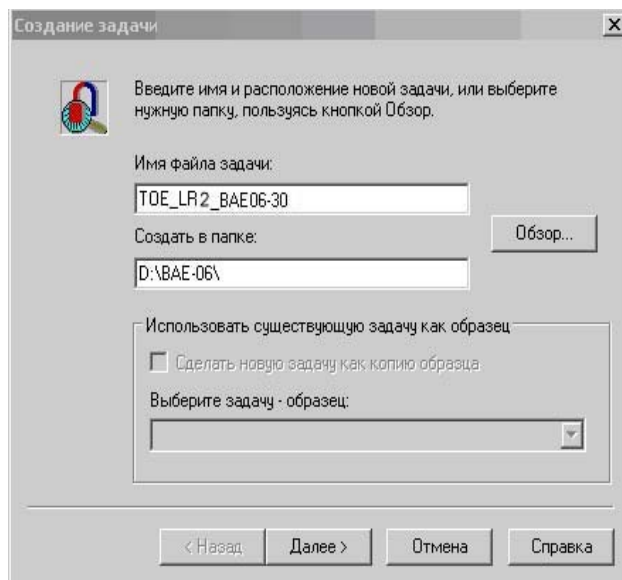 Создание задачи
Введите имя и расположение новой задачи, или выберите
нужную папку, пользуясь кнопкой Обзор.
Имя файла задачи:
TOE_LR2_BAE06-30
Создать в папке:
Обзор...
D:\BAE-06\
Использовать существующую задачу как образец
Сделать новую задачу как копию образца
Выберите задачу - образец:
< Назад
Далее >
Отмена
Справка